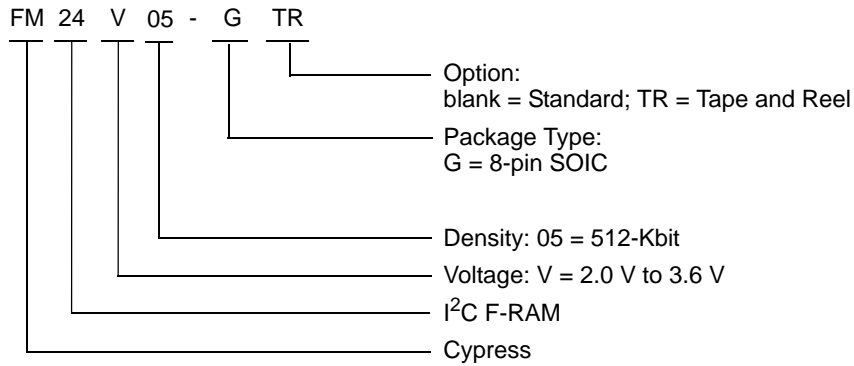 FM 24 V 05 - G TR
Option:
blank = Standard; TR = Tape and Reel
Package Type:
G = 8-pin SOIC
Density: 05 = 512-Kbit
Voltage: V = 2.0 V to 3.6 V
I²C F-RAM
Cypress